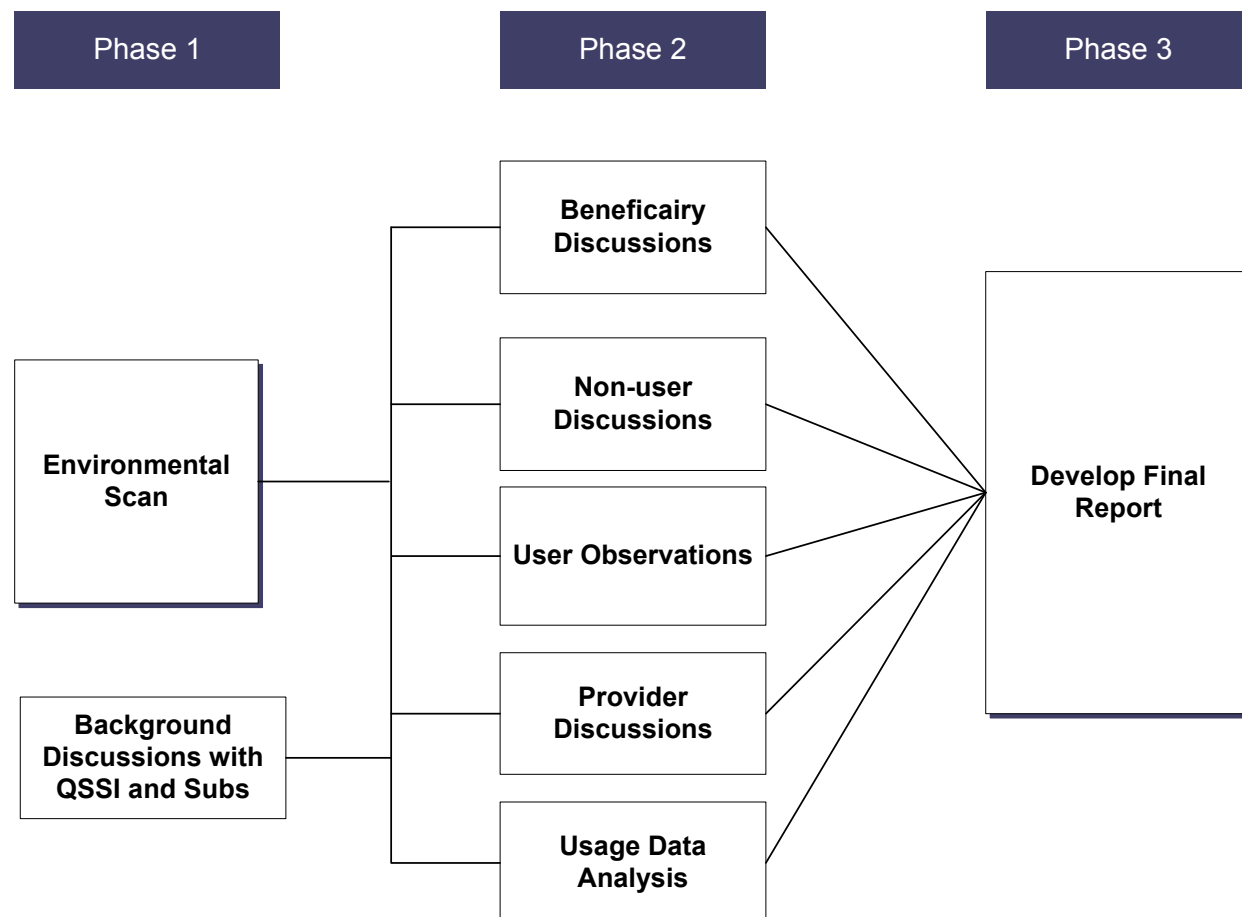 Phase 1
Phase 2
Phase 3
Environmental
Scan
Background
Discussions with
QSSI and Subs
Beneficairy
Discussions
Non-user
Discussions
User Observations
Provider
Discussions
Usage Data
Analysis
Develop Final
Report